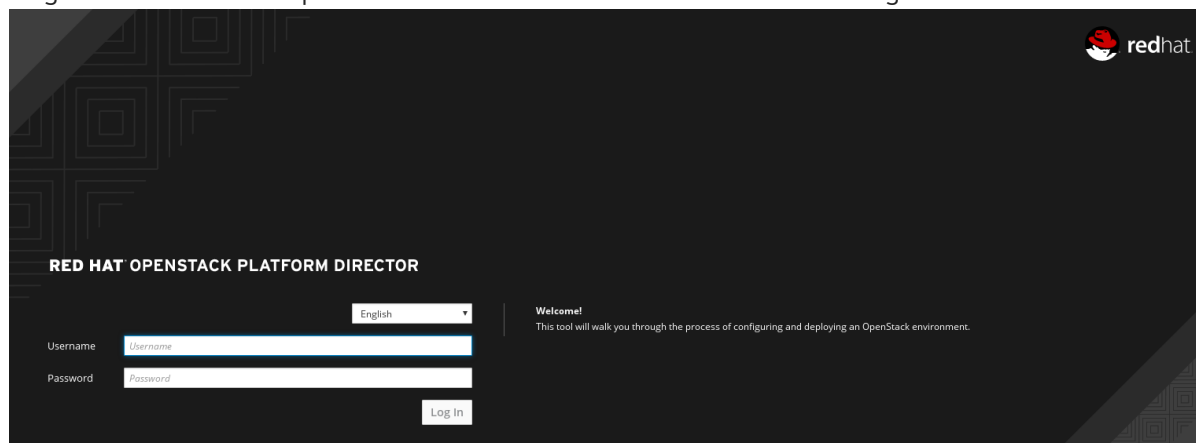 redhat.
RED HAT® OPENSTACK PLATFORM DIRECTOR
English
Welcome!
This tool will walk you through the process of configuring and deploying an OpenStack environment.
Username
Username
Password
Password
Log In